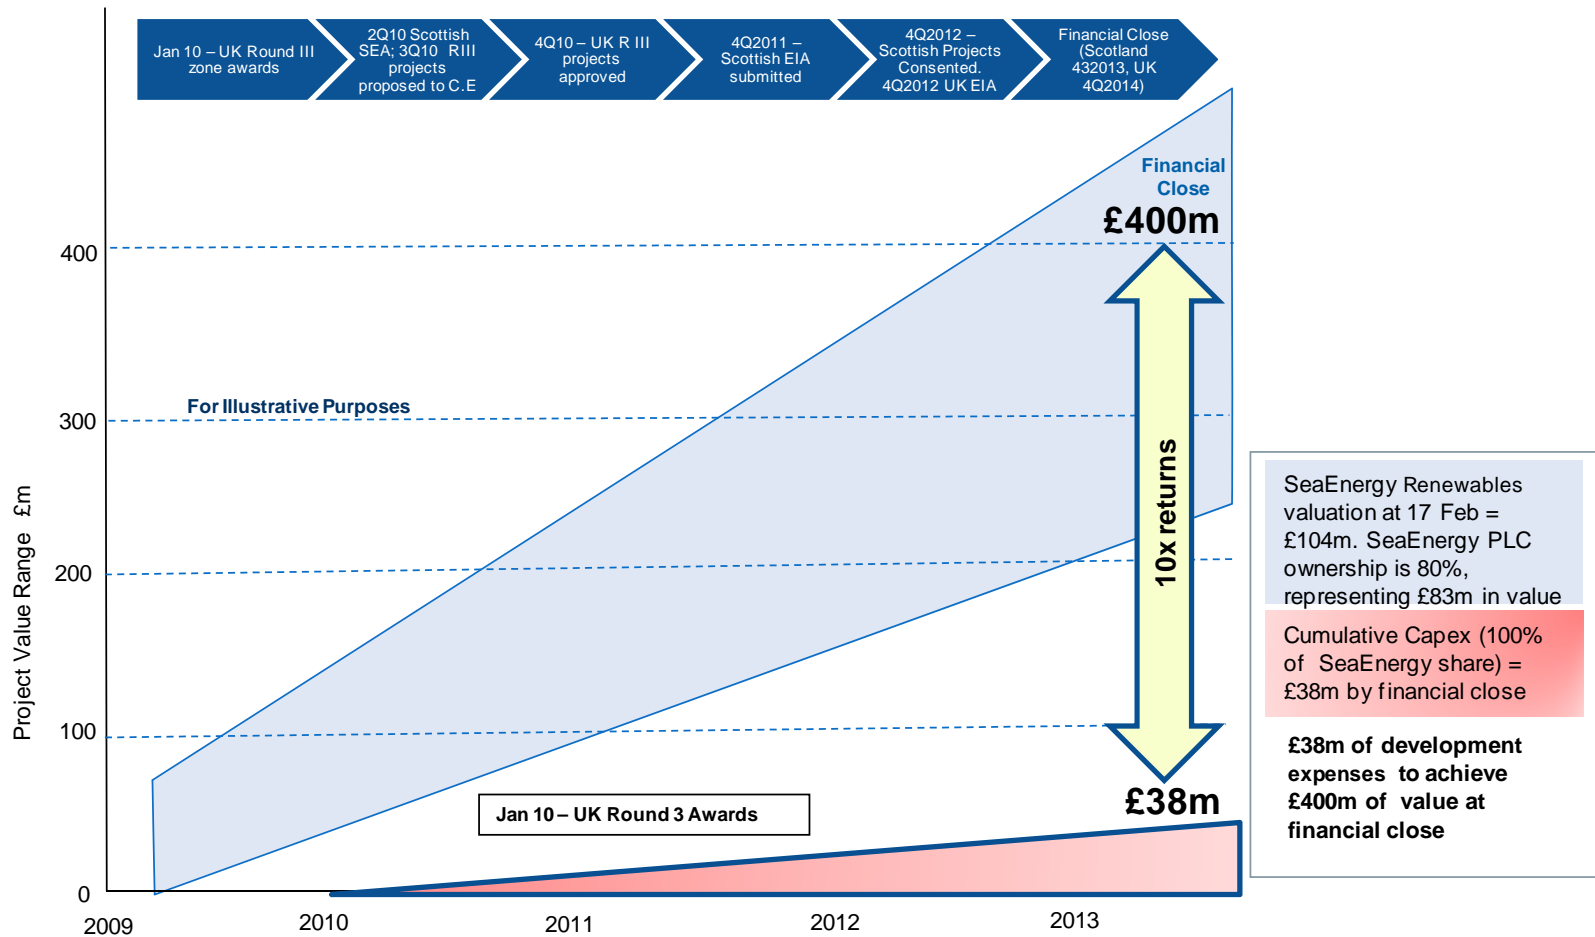 Jan 10 – UK Round III
zone awards
2Q10 Scottish
SEA; 3Q10 RIII
projects
proposed to C.E
4Q10 – UK R III
projects
approved
4Q2011 –
Scottish EIA
submitted
4Q2012 –
Scottish Projects
Consented.
4Q2012 UK EIA
Financial Close
(Scotland
432013, UK
4Q2014)
Financial
Close
£400m
400
For Illustrative Purposes
300
10x returns
200
Project Value Range £m
100
£38m
Jan 10 – UK Round 3 Awards
0
2009
2010
2011
2012
2013
SeaEnergy Renewables
valuation at 17 Feb =
£104m. SeaEnergy PLC
ownership is 80%,
representing £83m in value
Cumulative Capex (100%
of SeaEnergy share) =
£38m by financial close
£38m of development
expenses to achieve
£400m of value at
financial close